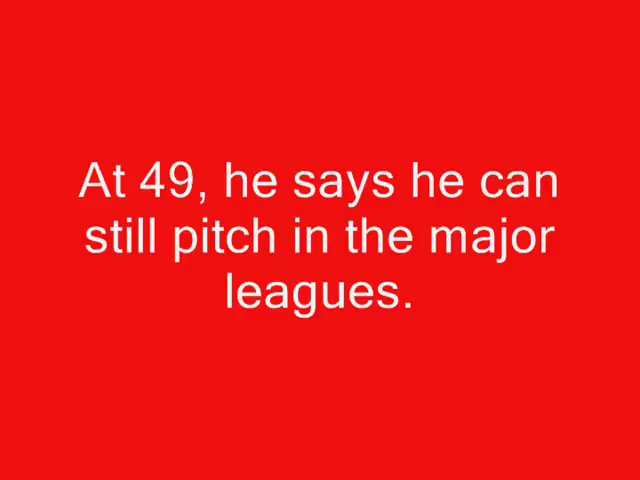 At 49, he says he can
still pitch in the major
leagues.